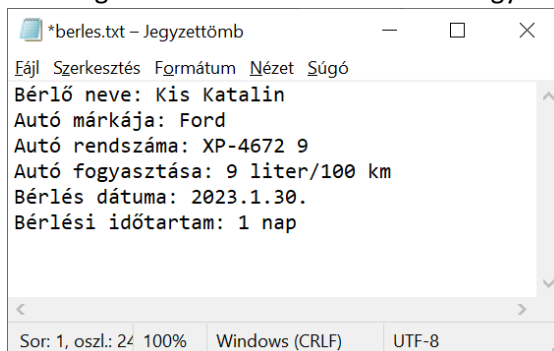 *berles.txt – Jegyzettömb
Fájl Szerkesztés Formátum Nézet Súgó
Bérlő neve: Kis Katalin
Autó márkája: Ford
Autó rendszáma: XP-4672 9
Autó fogyasztása: 9 liter/100 km
Bérlés dátuma: 2023.1.30.
Bérlési időtartam: 1 nap
Sor: 1, oszl.: 24 100% Windows (CRLF) UTF-8